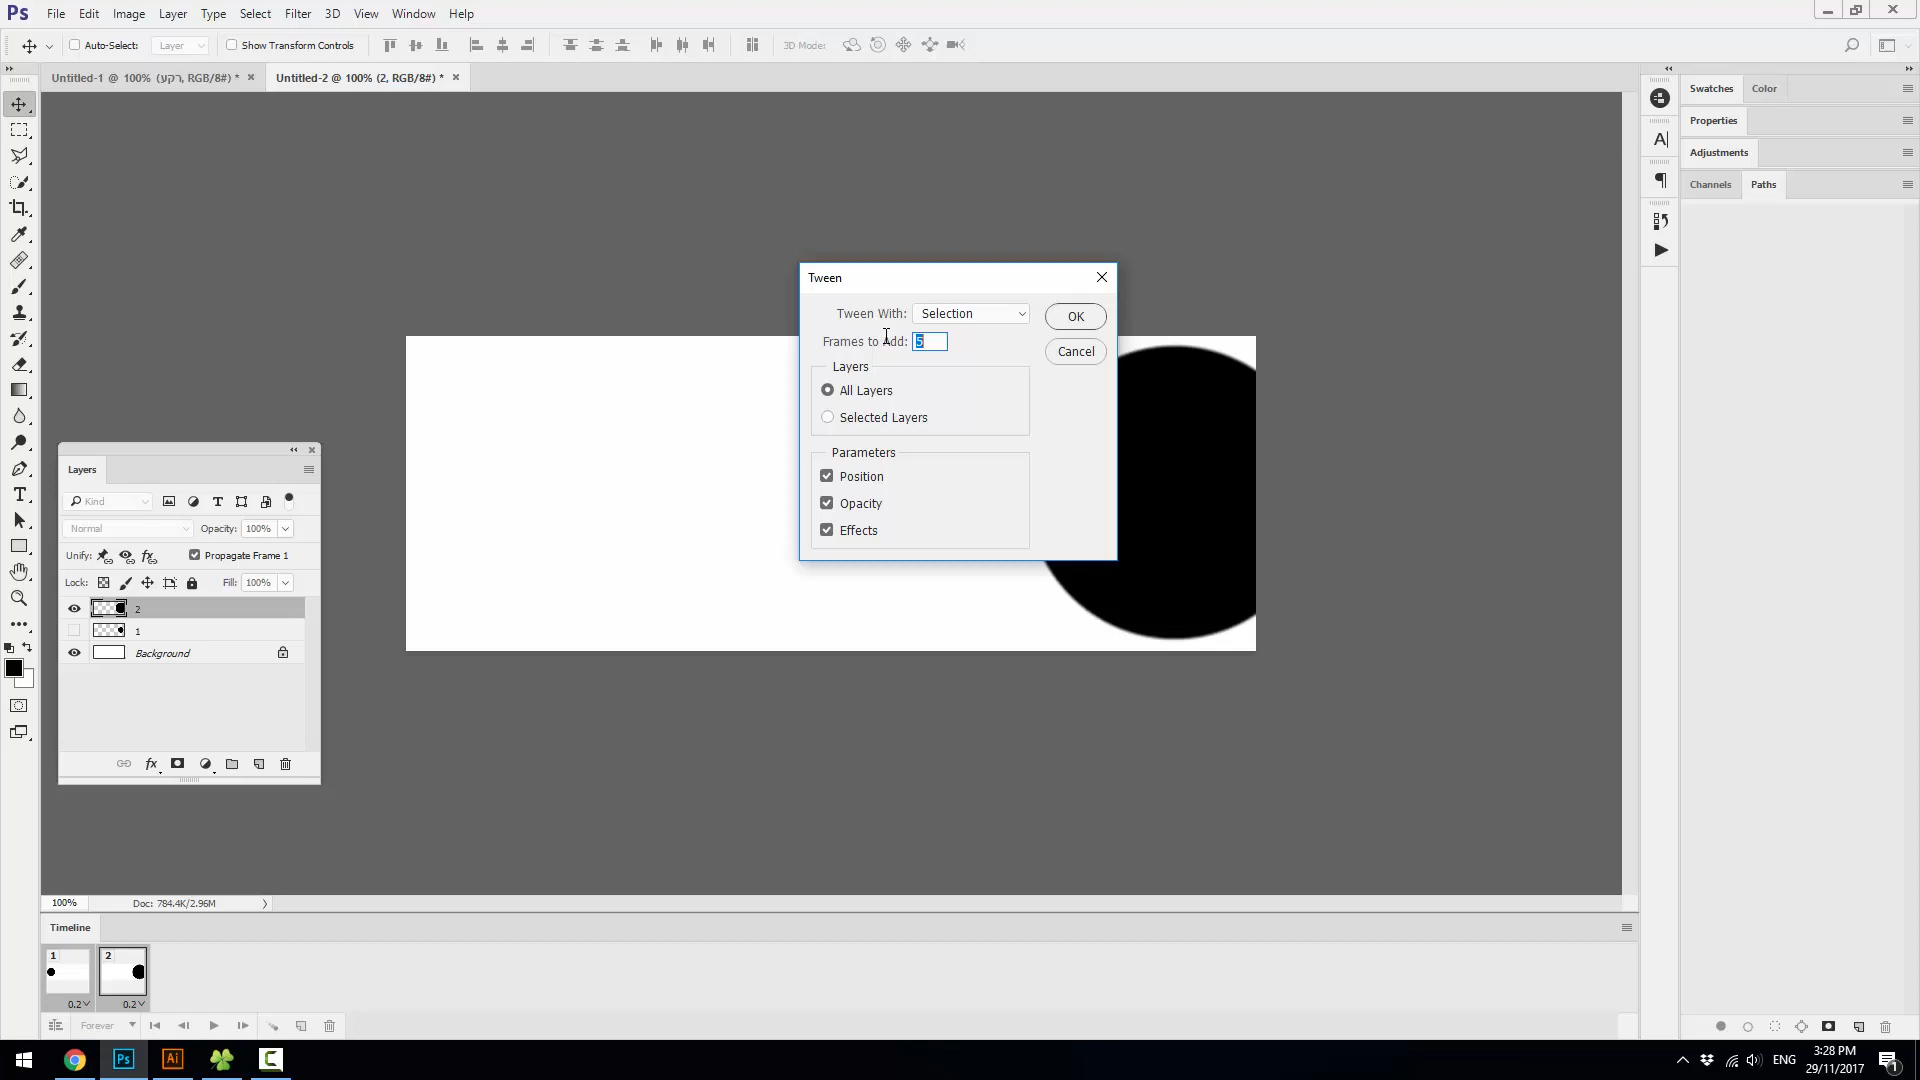 Ps File Edit Image Layer Type Select Filter 3D View Window Help
Auto-Select: Layer Show Transform Controls 3D Mode:
Untitled-1 @ 100% (רקע, RGB/8#) * Untitled-2 @ 100% (2, RGB/8#) *
Swatches Color
Properties
Adjustments
Channels Paths
Tween
Tween With: Selection OK
Frames to Add: 5 Cancel
Layers
All Layers
Selected Layers
Parameters
Position
Opacity
Effects
Layers
Kind
Normal Opacity: 100%
Unify: Propagate Frame 1
Lock: Fill: 100%
2
1
Background
100% Doc: 784.4K/2.96M
Timeline
1 2
0.2 0.2
Forever
Ps Ai C ENG 3:28 PM
29/11/2017 1